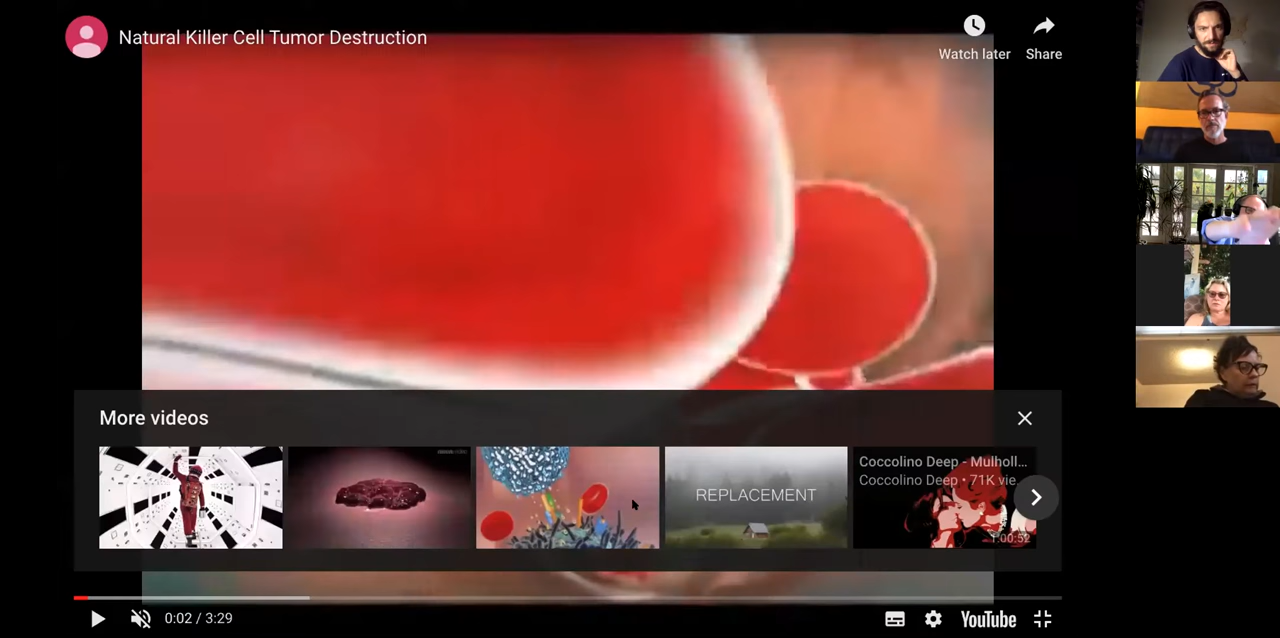 Natural Killer Cell Tumor Destruction
Watch later
Share
More videos
REPLACEMENT
Coccolino Deep - Mulholl...
Coccolino Deep • 71K vie...
1:00:52
0:02 / 3:29
YouTube